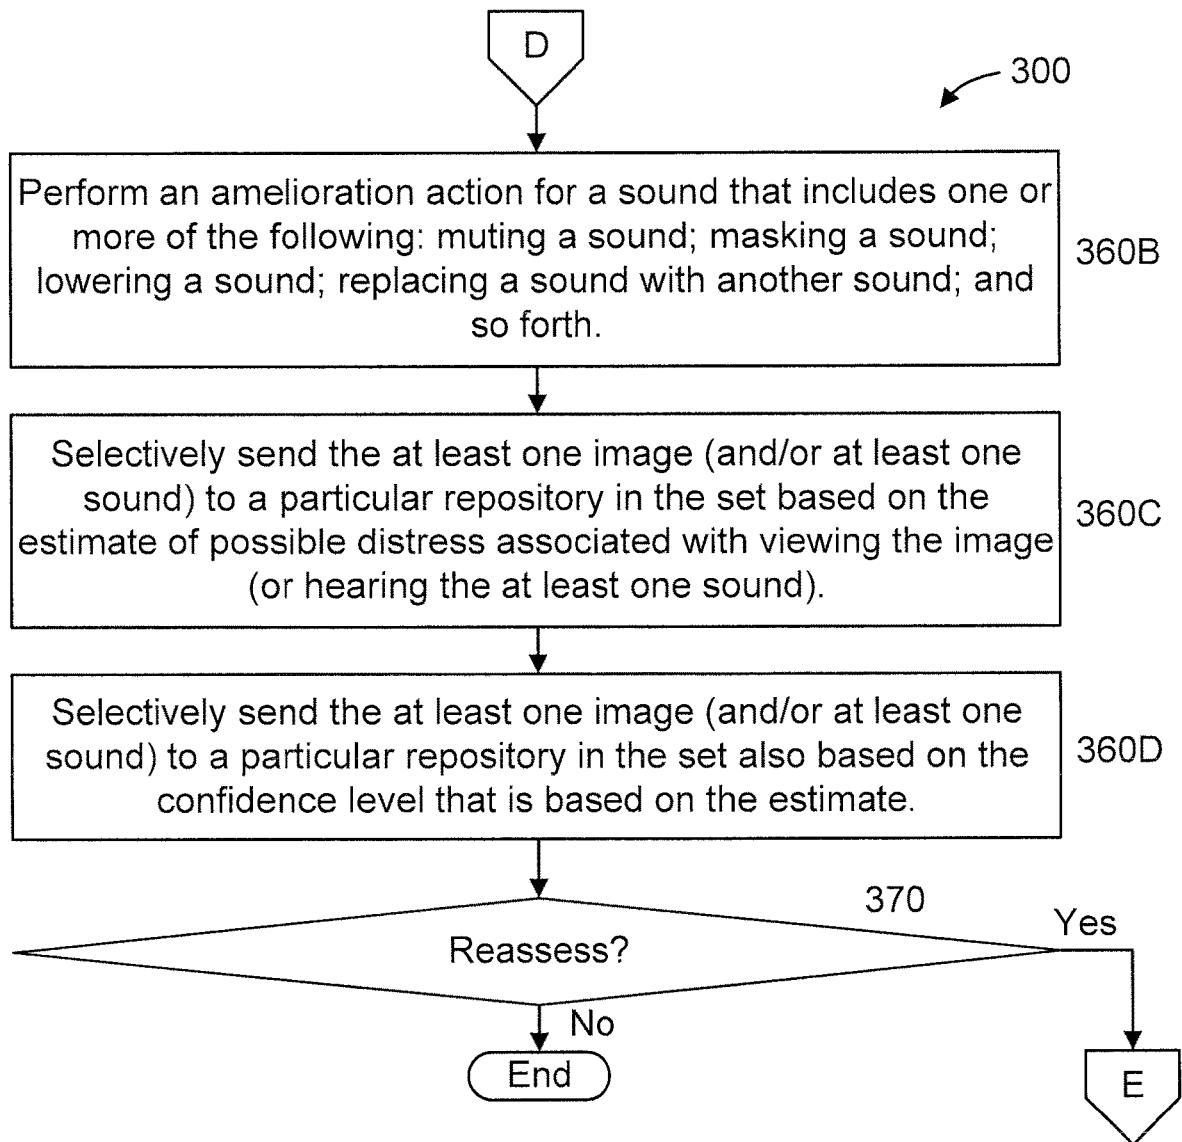 D
300
Perform an amelioration action for a sound that includes one or
more of the following: muting a sound; masking a sound;
lowering a sound; replacing a sound with another sound; and
so forth.
360B
Selectively send the at least one image (and/or at least one
sound) to a particular repository in the set based on the
estimate of possible distress associated with viewing the image
(or hearing the at least one sound).
360C
Selectively send the at least one image (and/or at least one
sound) to a particular repository in the set also based on the
confidence level that is based on the estimate.
360D
370
Reassess?
Yes
No
End
E